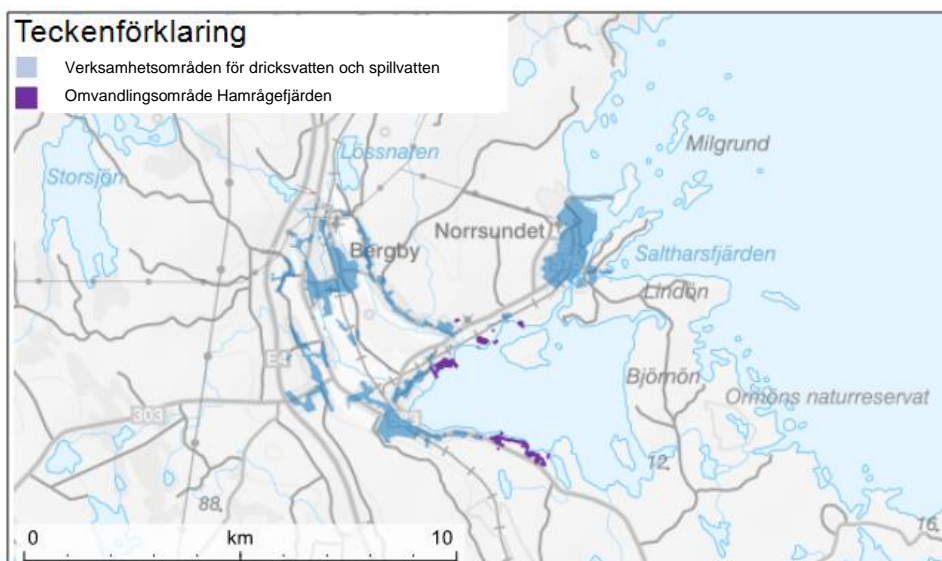 Teckenförklaring
Verksamhetsområden för dricksvatten och spillvatten
Omvandlingsområde Hamrågefjärden
Milgrund
Lössnaren
Storsjön
Norrsundet
Bergby
Saltharsfjärden
Lindön
E4
Björnön
Ormöns naturreservat
303
12
88
16
0 km 10